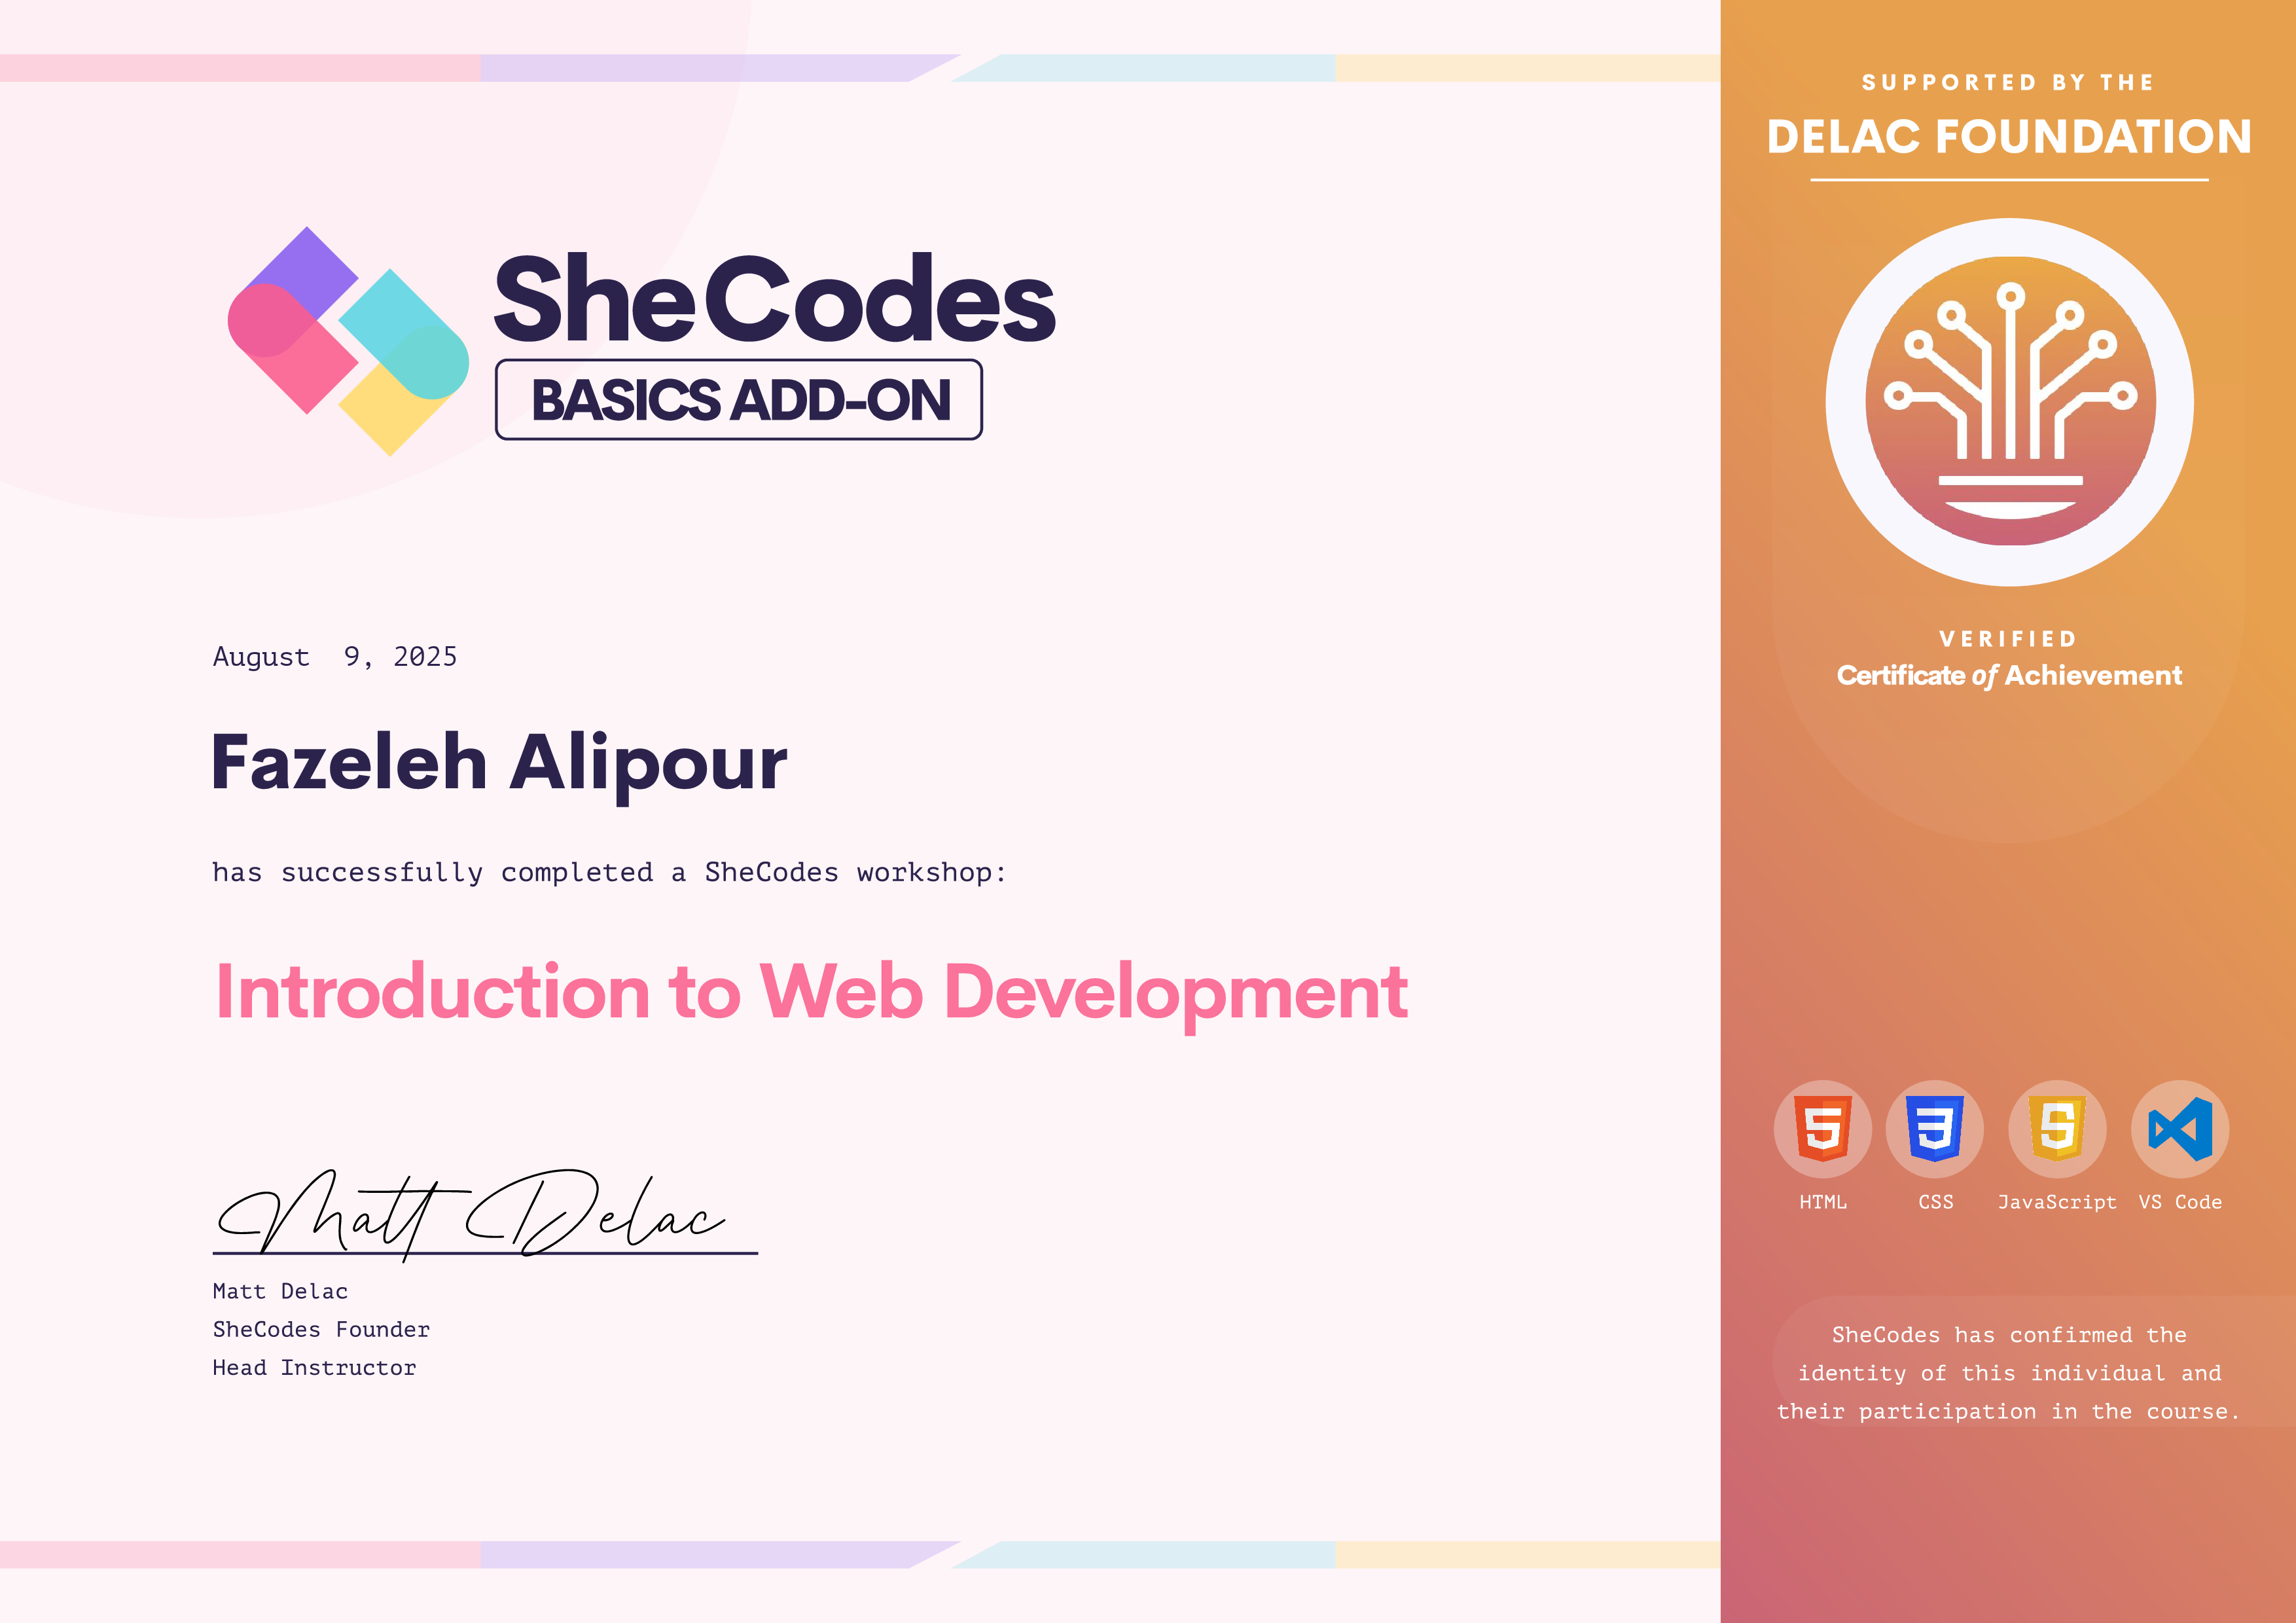 SheCodes
BASICS ADD-ON
August 9, 2025
Fazeleh Alipour
has successfully completed a SheCodes workshop:
Introduction to Web Development
Matt Delac
Matt Delac
SheCodes Founder
Head Instructor
SUPPORTED BY THE
DELAC FOUNDATION
VERIFIED
Certificate of Achievement
HTML CSS JavaScript VS Code
SheCodes has confirmed the
identity of this individual and
their participation in the course.